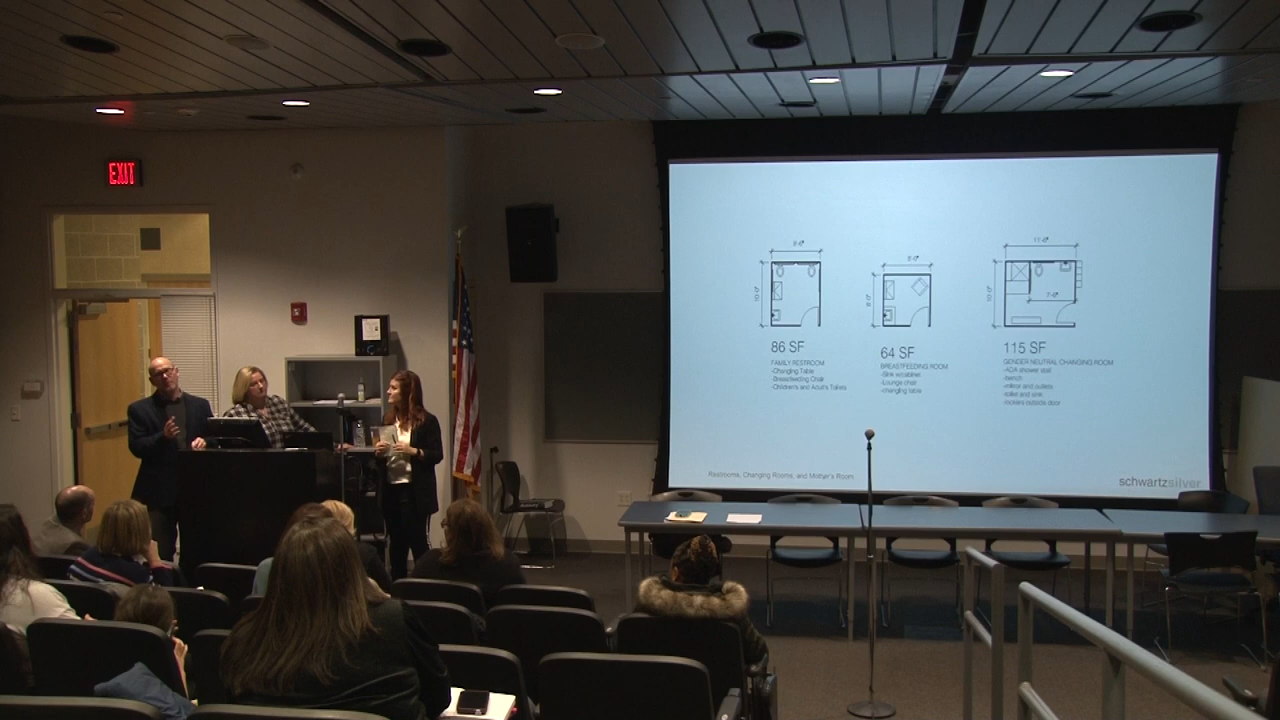 EXIT
86 SF
FAMILY RESTROOM
-Changing Table
-Breastfeeding Chair
-Children's and Adult's Toilets
64 SF
BREASTFEEDING ROOM
-Sink w/cabinet
-Lounge chair
-changing table
115 SF
GENDER NEUTRAL CHANGING ROOM
-ADA shower stall
-bench
-mirror and outlets
-toilet and sink
-lockers outside door
Restrooms, Changing Rooms, and Mother's Room
schwartzsilver